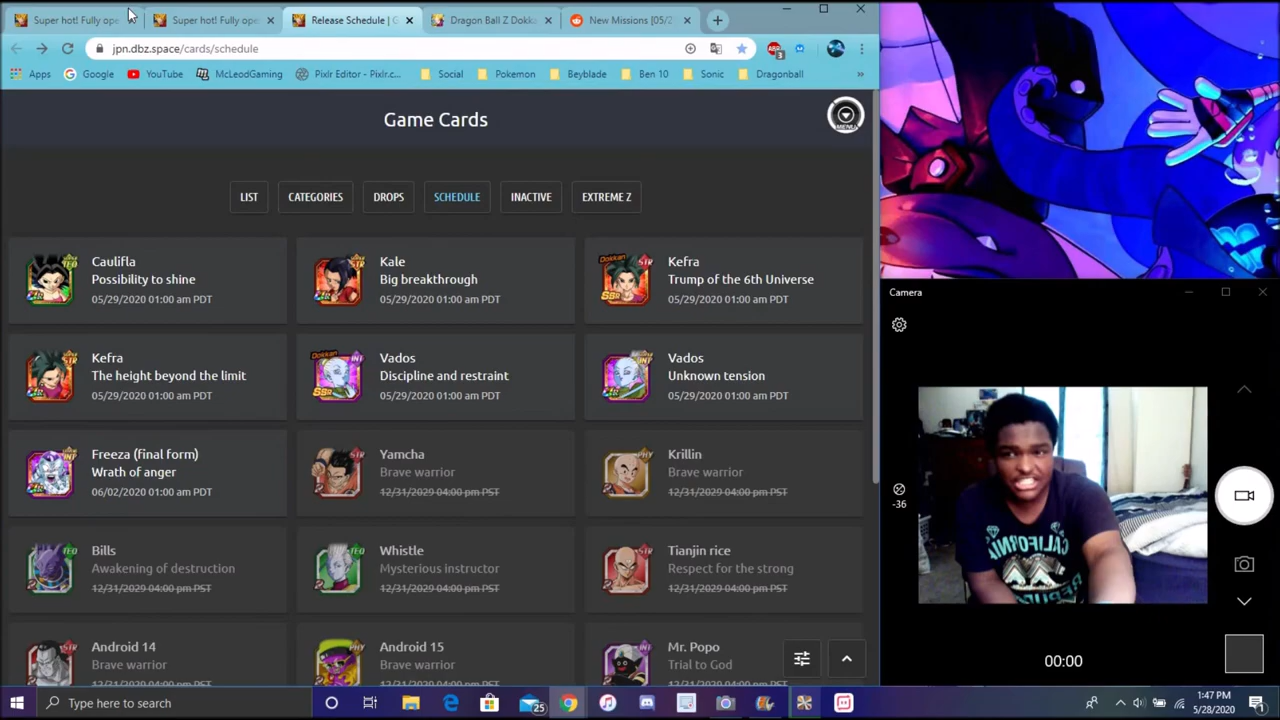 Super hot! Fully ope
Super hot! Fully ope
Release Schedule | G
Dragon Ball Z Dokka
New Missions [05/2
jpn.dbz.space/cards/schedule
Apps
Google
YouTube
McLeodGaming
Pixlr Editor - Pixlr.c...
Social
Pokemon
Beyblade
Ben 10
Sonic
Dragonball
»
Game Cards
MENU
LIST
CATEGORIES
DROPS
SCHEDULE
INACTIVE
EXTREME Z
Caulifla
Possibility to shine
05/29/2020 01:00 am PDT
Kale
Big breakthrough
05/29/2020 01:00 am PDT
Kefra
Trump of the 6th Universe
05/29/2020 01:00 am PDT
Kefra
The height beyond the limit
05/29/2020 01:00 am PDT
Vados
Discipline and restraint
05/29/2020 01:00 am PDT
Vados
Unknown tension
05/29/2020 01:00 am PDT
Freeza (final form)
Wrath of anger
06/02/2020 01:00 am PDT
Yamcha
Brave warrior
12/31/2029 04:00 pm PST
Krillin
Brave warrior
12/31/2029 04:00 pm PST
Bills
Awakening of destruction
12/31/2029 04:00 pm PST
Whistle
Mysterious instructor
12/31/2029 04:00 pm PST
Tianjin rice
Respect for the strong
12/31/2029 04:00 pm PST
Android 14
Brave warrior
Android 15
Brave warrior
Mr. Popo
Trial to God
Camera
-36
CALIFORNIA
REPUBLIC
00:00
Type here to search
25
1:47 PM
5/28/2020